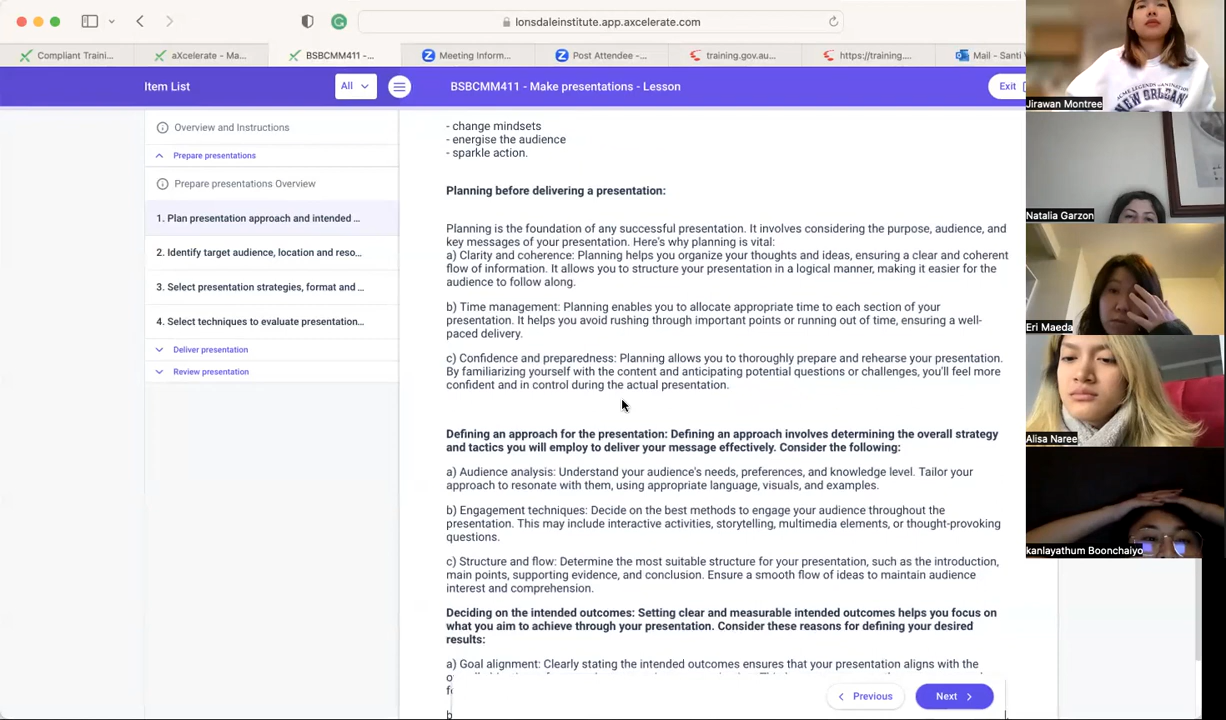 lonsdaleinstitute.app.axcelerate.com
Compliant Traini...
aXcelerate - Ma...
BSBCMM411 -...
Meeting Inform...
Post Attendee -...
training.gov.au...
https://training....
Mail - Santi V
Item List
All
BSBCMM411 - Make presentations - Lesson
Exit
Overview and Instructions
Prepare presentations
Prepare presentations Overview
1. Plan presentation approach and intended ...
2. Identify target audience, location and reso...
3. Select presentation strategies, format and ...
4. Select techniques to evaluate presentation...
Deliver presentation
Review presentation
- change mindsets
- energise the audience
- sparkle action.
Planning before delivering a presentation:
Planning is the foundation of any successful presentation. It involves considering the purpose, audience, and
key messages of your presentation. Here's why planning is vital:
a) Clarity and coherence: Planning helps you organize your thoughts and ideas, ensuring a clear and coherent
flow of information. It allows you to structure your presentation in a logical manner, making it easier for the
audience to follow along.
b) Time management: Planning enables you to allocate appropriate time to each section of your
presentation. It helps you avoid rushing through important points or running out of time, ensuring a well-
paced delivery.
c) Confidence and preparedness: Planning allows you to thoroughly prepare and rehearse your presentation.
By familiarizing yourself with the content and anticipating potential questions or challenges, you'll feel more
confident and in control during the actual presentation.
Defining an approach for the presentation: Defining an approach involves determining the overall strategy
and tactics you will employ to deliver your message effectively. Consider the following:
a) Audience analysis: Understand your audience's needs, preferences, and knowledge level. Tailor your
approach to resonate with them, using appropriate language, visuals, and examples.
b) Engagement techniques: Decide on the best methods to engage your audience throughout the
presentation. This may include interactive activities, storytelling, multimedia elements, or thought-provoking
questions.
c) Structure and flow: Determine the most suitable structure for your presentation, such as the introduction,
main points, supporting evidence, and conclusion. Ensure a smooth flow of ideas to maintain audience
interest and comprehension.
Deciding on the intended outcomes: Setting clear and measurable intended outcomes helps you focus on
what you aim to achieve through your presentation. Consider these reasons for defining your desired
results:
a) Goal alignment: Clearly stating the intended outcomes ensures that your presentation aligns with the
Previous
Next
Jirawan Montree
NEW ORLEAN
Natalia Garzon
Eri Maeda
Alisa Naree
kanlayathum Boonchaiyo